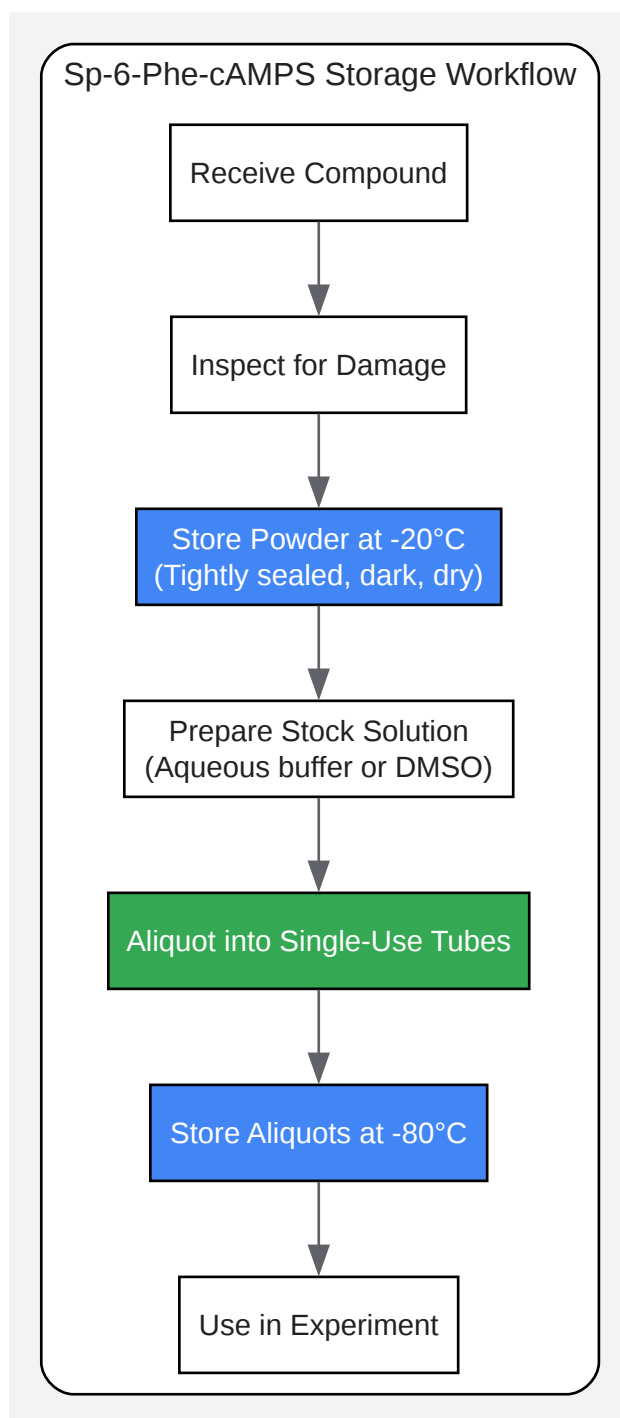 Sp-6-Phe-cAMPS Storage Workflow
Receive Compound
Inspect for Damage
Store Powder at -20°C
(Tightly sealed, dark, dry)
Prepare Stock Solution
(Aqueous buffer or DMSO)
Aliquot into Single-Use Tubes
Store Aliquots at -80°C
Use in Experiment